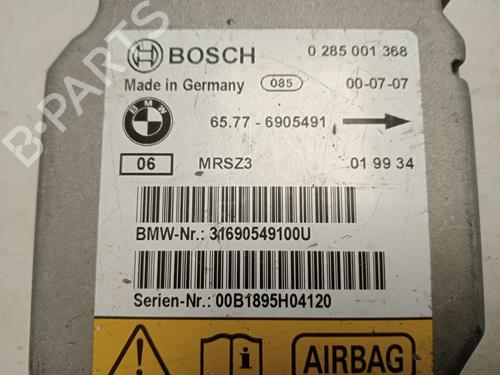 BOSCH 0 285 001 368
Made in Germany 085 00-07-07
BMW 65.77 - 6905491
06 MRSZ3 01 99 34
BMW-Nr.: 31690549100U
Serien-Nr.: 00B1895H04120
AIRBAG
B-PARTS